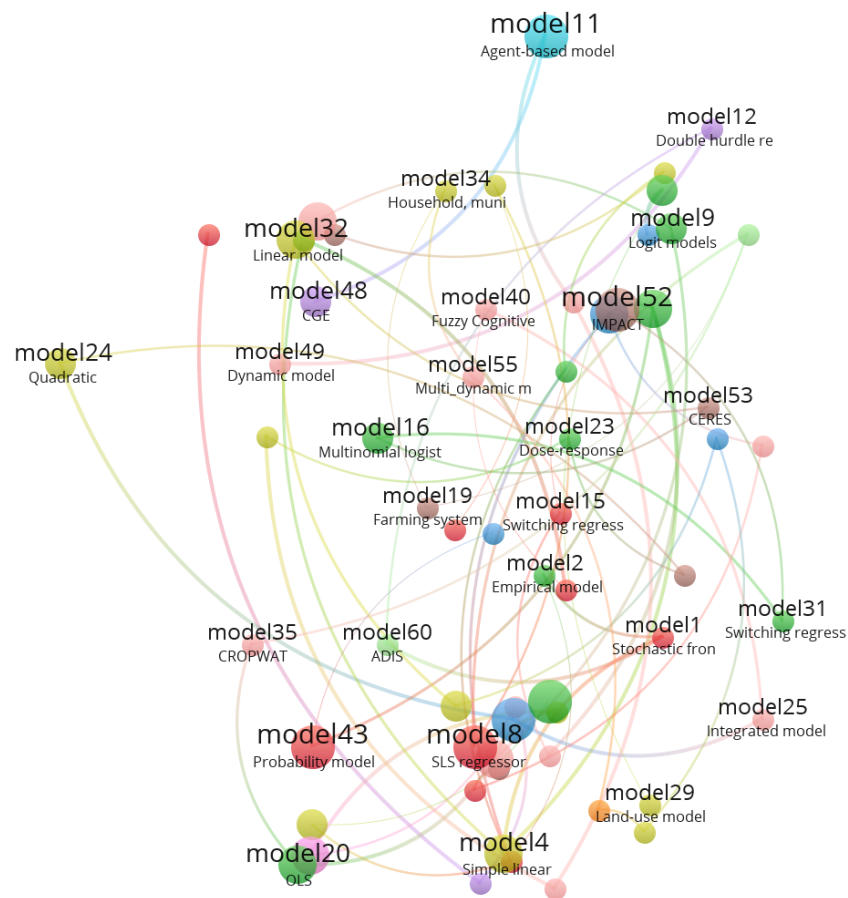 model11
Agent-based model
model12
Double hurdle re
model34
Household, muni
model9
Logit models
model32
Linear model
model48
CGE
model40
Fuzzy Cognitive
model52
IMPACT
model24
Quadratic
model49
Dynamic model
model55
Multi_dynamic m
model53
CERES
model16
Multinomial logist
model23
Dose-response
model19
Farming system
model15
Switching regress
model2
Empirical model
model31
Switching regress
model1
Stochastic fron
model35
CROPWAT
model60
ADIS
model25
Integrated model
model43
Probability model
model8
SLS regressor
model29
Land-use model
model4
Simple linear
model20
OLS